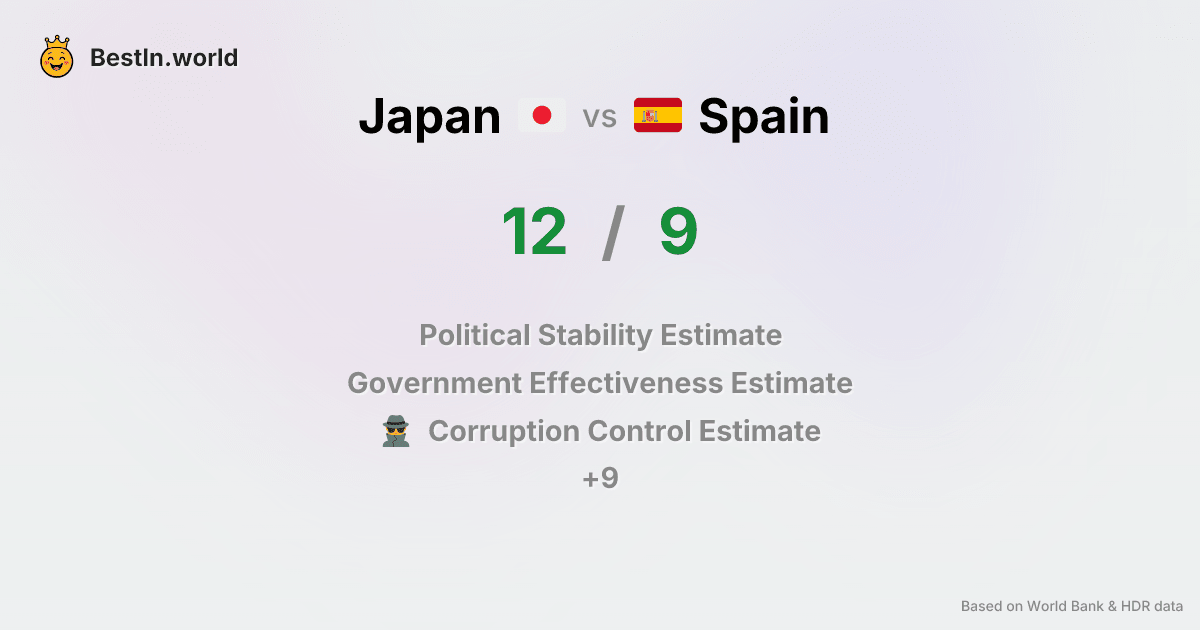 BestIn.world
Japan vs Spain
12 / 9
Political Stability Estimate
Government Effectiveness Estimate
Corruption Control Estimate
+9
Based on World Bank & HDR data